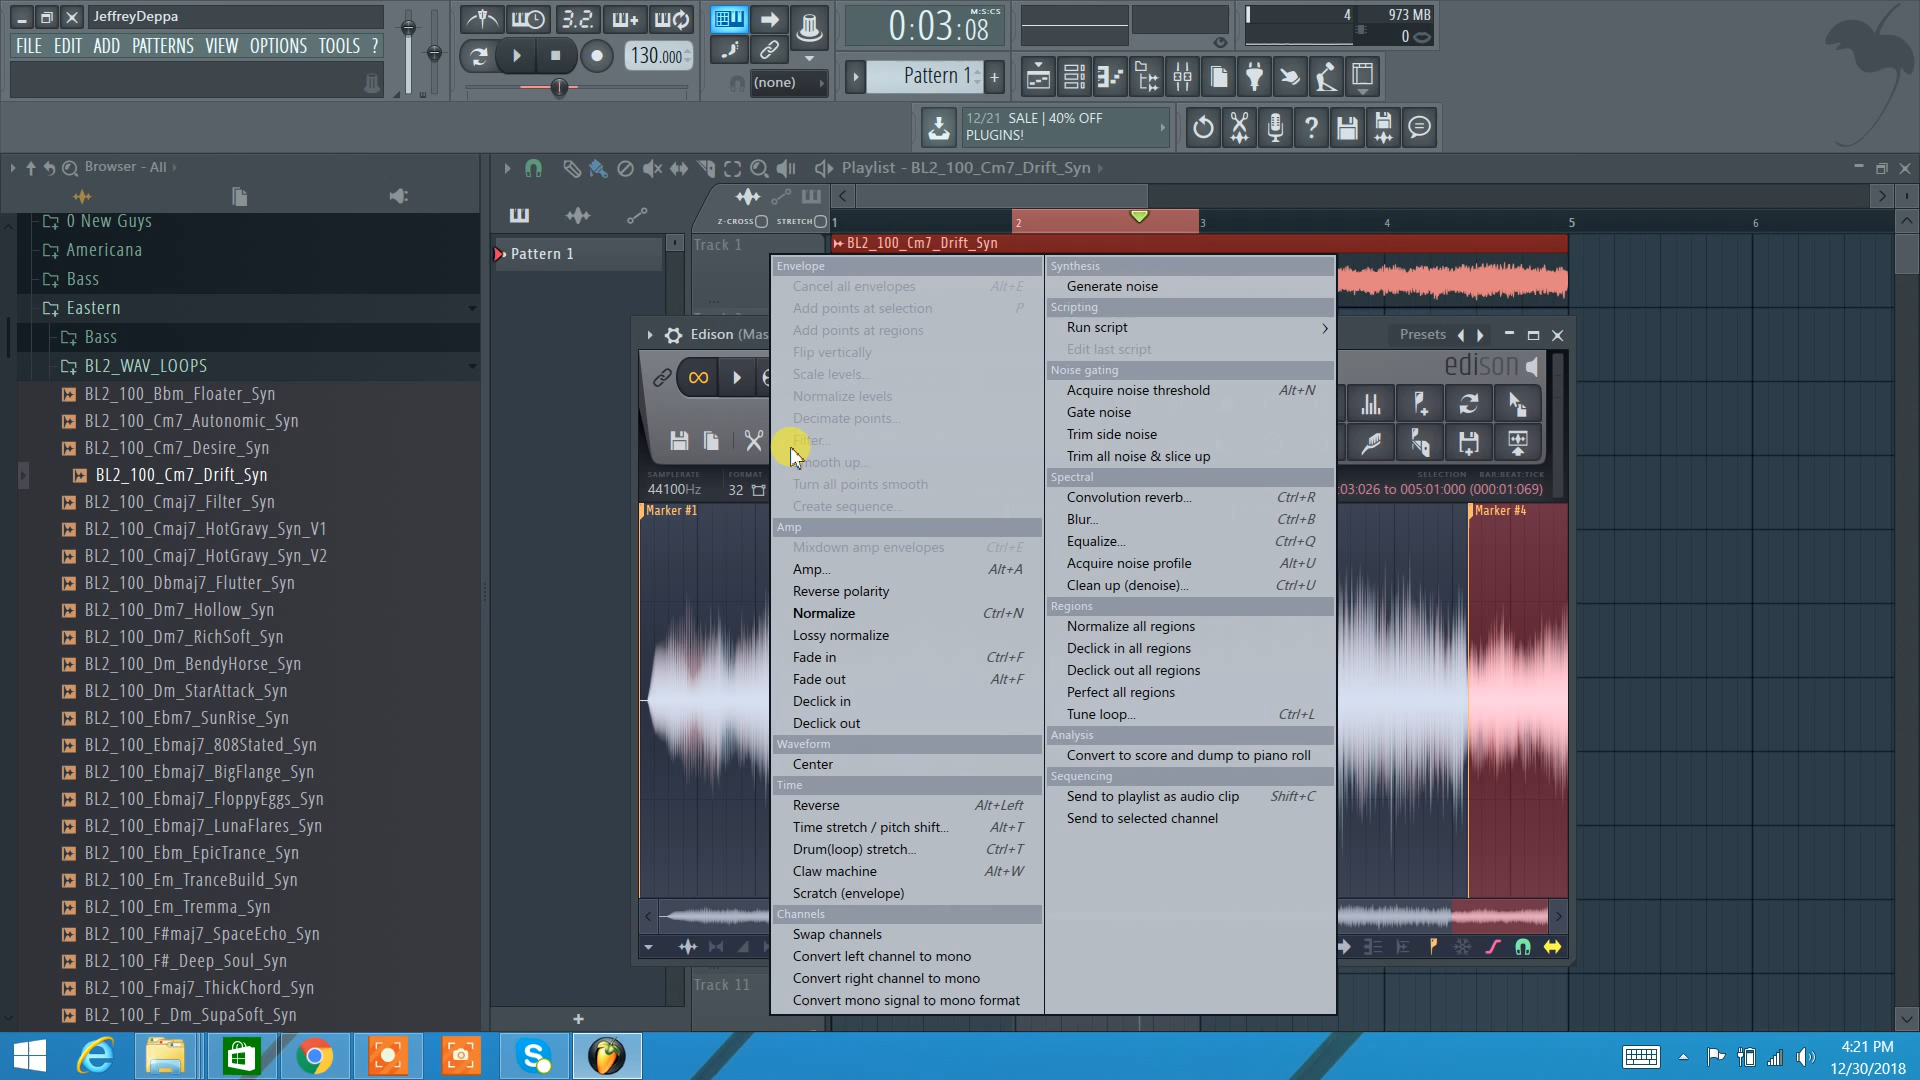 JeffreyDeppa
FILE EDIT ADD PATTERNS VIEW OPTIONS TOOLS ?
3.2.
130.000
(none)
M:S:CS
0:03:08
Pattern 1
4
973 MB
0
12/21 SALE | 40% OFF
PLUGINS!
Browser - All
0 New Guys
Americana
Bass
Eastern
Bass
BL2_WAV_LOOPS
BL2_100_Bbm_Floater_Syn
BL2_100_Cm7_Autonomic_Syn
BL2_100_Cm7_Desire_Syn
BL2_100_Cm7_Drift_Syn
BL2_100_Cmaj7_Filter_Syn
BL2_100_Cmaj7_HotGravy_Syn_V1
BL2_100_Cmaj7_HotGravy_Syn_V2
BL2_100_Dbmaj7_Flutter_Syn
BL2_100_Dm7_Hollow_Syn
BL2_100_Dm7_RichSoft_Syn
BL2_100_Dm_BendyHorse_Syn
BL2_100_Dm_StarAttack_Syn
BL2_100_Ebm7_SunRise_Syn
BL2_100_Ebmaj7_808Stated_Syn
BL2_100_Ebmaj7_BigFlange_Syn
BL2_100_Ebmaj7_FloppyEggs_Syn
BL2_100_Ebmaj7_LunaFlares_Syn
BL2_100_Ebm_EpicTrance_Syn
BL2_100_Em_TranceBuild_Syn
BL2_100_Em_Tremma_Syn
BL2_100_F#maj7_SpaceEcho_Syn
BL2_100_F#_Deep_Soul_Syn
BL2_100_Fmaj7_ThickChord_Syn
BL2_100_F_Dm_SupaSoft_Syn
Playlist - BL2_100_Cm7_Drift_Syn
Z-CROSS STRETCH
1 2 3 4 5 6
Pattern 1
Track 1
BL2_100_Cm7_Drift_Syn
Edison (Mas
Presets
edison
SAMPLERATE FORMAT
44100Hz 32
SELECTION BAR:BEAT:TICK
:03:026 to 005:01:000 (000:01:069)
Marker #1
Marker #4
Track 11
Envelope
Cancel all envelopes Alt+E
Add points at selection P
Add points at regions
Flip vertically
Scale levels...
Normalize levels
Decimate points...
Filter...
mooth up...
Turn all points smooth
Create sequence...
Amp
Mixdown amp envelopes Ctrl+E
Amp... Alt+A
Reverse polarity
Normalize Ctrl+N
Lossy normalize
Fade in Ctrl+F
Fade out Alt+F
Declick in
Declick out
Waveform
Center
Time
Reverse Alt+Left
Time stretch / pitch shift... Alt+T
Drum(loop) stretch... Ctrl+T
Claw machine Alt+W
Scratch (envelope)
Channels
Swap channels
Convert left channel to mono
Convert right channel to mono
Convert mono signal to mono format
Synthesis
Generate noise
Scripting
Run script
Edit last script
Noise gating
Acquire noise threshold Alt+N
Gate noise
Trim side noise
Trim all noise & slice up
Spectral
Convolution reverb... Ctrl+R
Blur... Ctrl+B
Equalize... Ctrl+Q
Acquire noise profile Alt+U
Clean up (denoise)... Ctrl+U
Regions
Normalize all regions
Declick in all regions
Declick out all regions
Perfect all regions
Tune loop... Ctrl+L
Analysis
Convert to score and dump to piano roll
Sequencing
Send to playlist as audio clip Shift+C
Send to selected channel
4:21 PM
12/30/2018